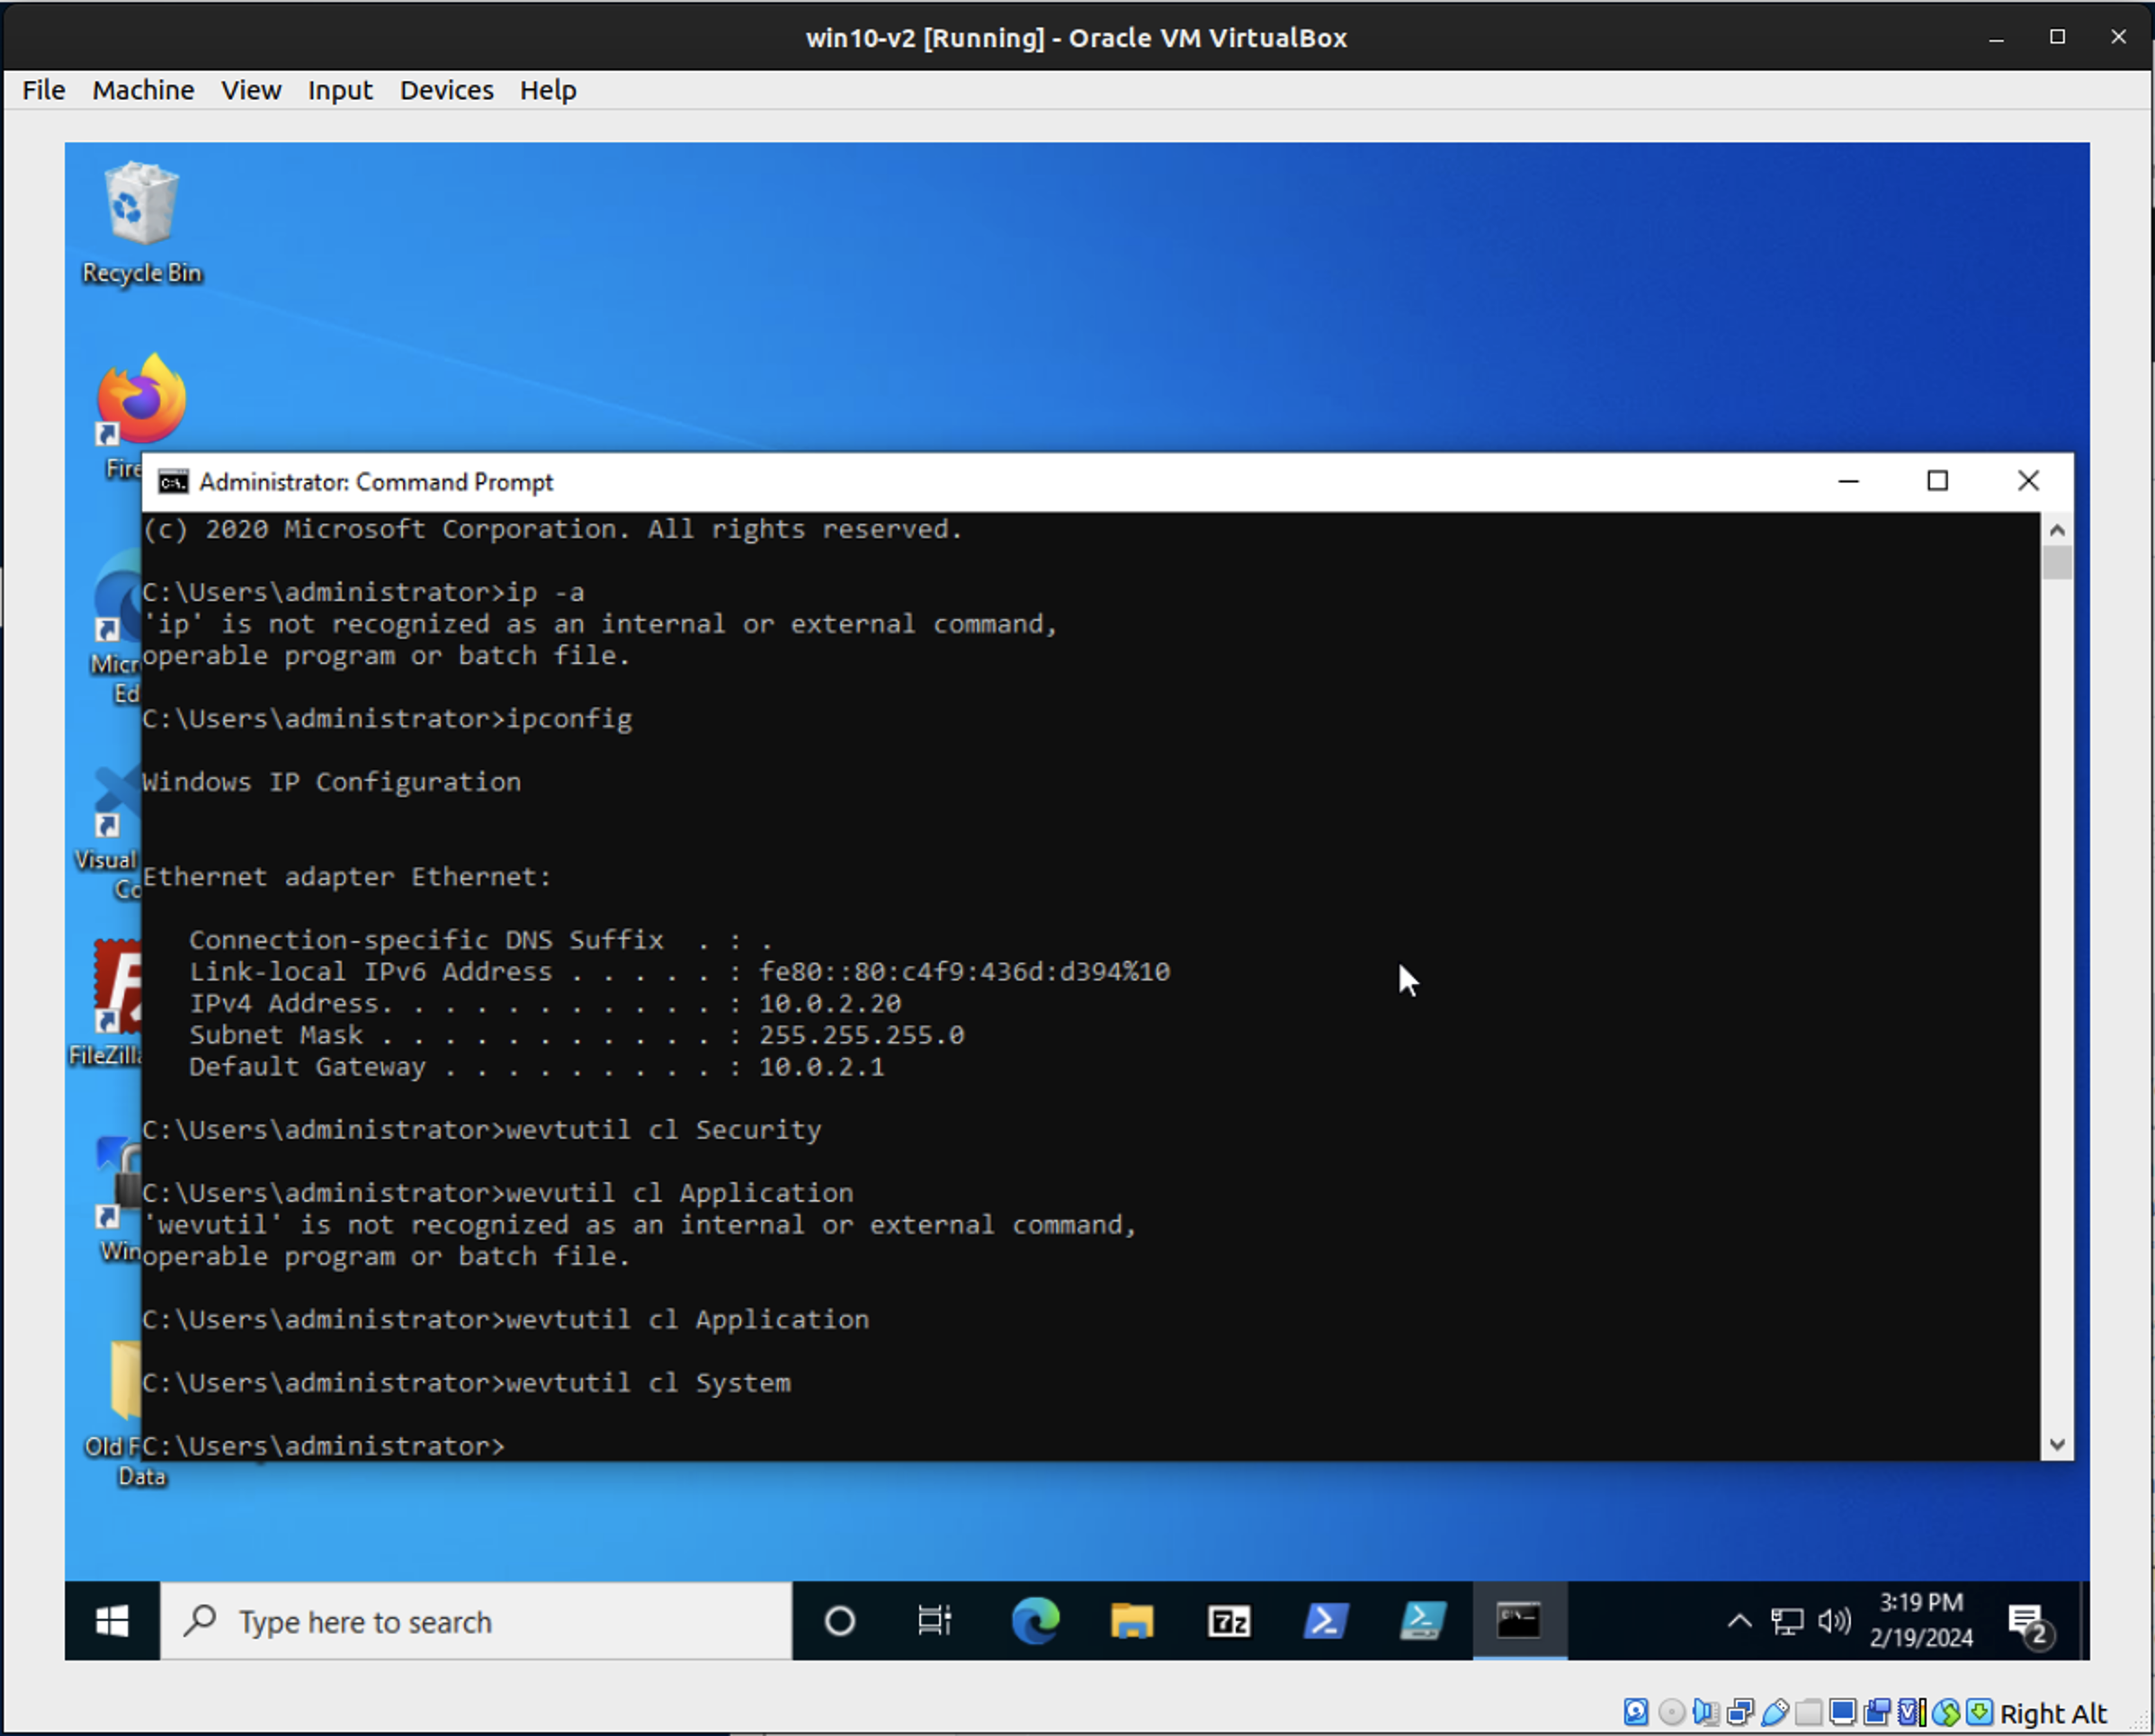 win10-v2 [Running] - Oracle VM VirtualBox
File Machine View Input Devices Help
Recycle Bin
Fire
Administrator: Command Prompt
(c) 2020 Microsoft Corporation. All rights reserved.
C:\Users\administrator>ip -a
'ip' is not recognized as an internal or external command,
operable program or batch file.
Micr
Ed
C:\Users\administrator>ipconfig
Windows IP Configuration
Visual
Co
Ethernet adapter Ethernet:
Connection-specific DNS Suffix . : .
Link-local IPv6 Address . . . . . : fe80::80:c4f9:436d:d394%10
IPv4 Address. . . . . . . . . . . : 10.0.2.20
Subnet Mask . . . . . . . . . . . : 255.255.255.0
Default Gateway . . . . . . . . . : 10.0.2.1
FileZilla
C:\Users\administrator>wevtutil cl Security
C:\Users\administrator>wevutil cl Application
'wevutil' is not recognized as an internal or external command,
operable program or batch file.
Win
C:\Users\administrator>wevtutil cl Application
C:\Users\administrator>wevtutil cl System
C:\Users\administrator>
Old F
Data
Type here to search
7z
3:19 PM
2/19/2024
2
Right Alt